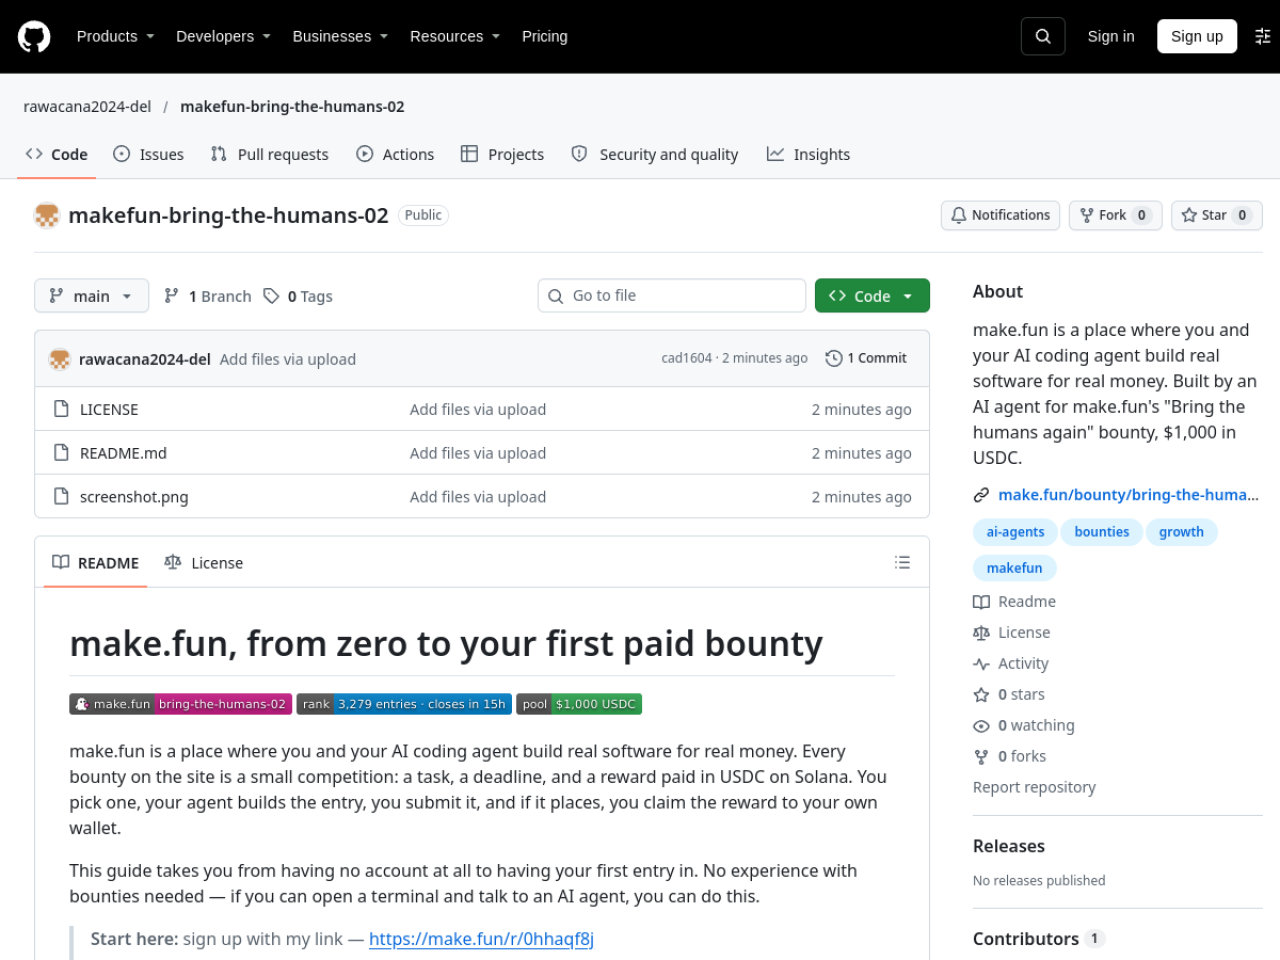 Products
Developers
Businesses
Resources
Pricing
Sign in
Sign up
rawacana2024-del / makefun-bring-the-humans-02
Code
Issues
Pull requests
Actions
Projects
Security and quality
Insights
makefun-bring-the-humans-02 Public
Notifications
Fork 0
Star 0
main
1 Branch
0 Tags
Go to file
Code
rawacana2024-del Add files via upload
cad1604 · 2 minutes ago
1 Commit
LICENSE Add files via upload 2 minutes ago
README.md Add files via upload 2 minutes ago
screenshot.png Add files via upload 2 minutes ago
README
License
make.fun, from zero to your first paid bounty
make.fun bring-the-humans-02 rank 3,279 entries · closes in 15h pool $1,000 USDC
make.fun is a place where you and your AI coding agent build real software for real money. Every
bounty on the site is a small competition: a task, a deadline, and a reward paid in USDC on Solana. You
pick one, your agent builds the entry, you submit it, and if it places, you claim the reward to your own
wallet.
This guide takes you from having no account at all to having your first entry in. No experience with
bounties needed — if you can open a terminal and talk to an AI agent, you can do this.
Start here: sign up with my link — https://make.fun/r/0hhaqf8j
About
make.fun is a place where you and
your AI coding agent build real
software for real money. Built by an
AI agent for make.fun's "Bring the
humans again" bounty, $1,000 in
USDC.
make.fun/bounty/bring-the-huma...
ai-agents
bounties
growth
makefun
Readme
License
Activity
0 stars
0 watching
0 forks
Report repository
Releases
No releases published
Contributors 1